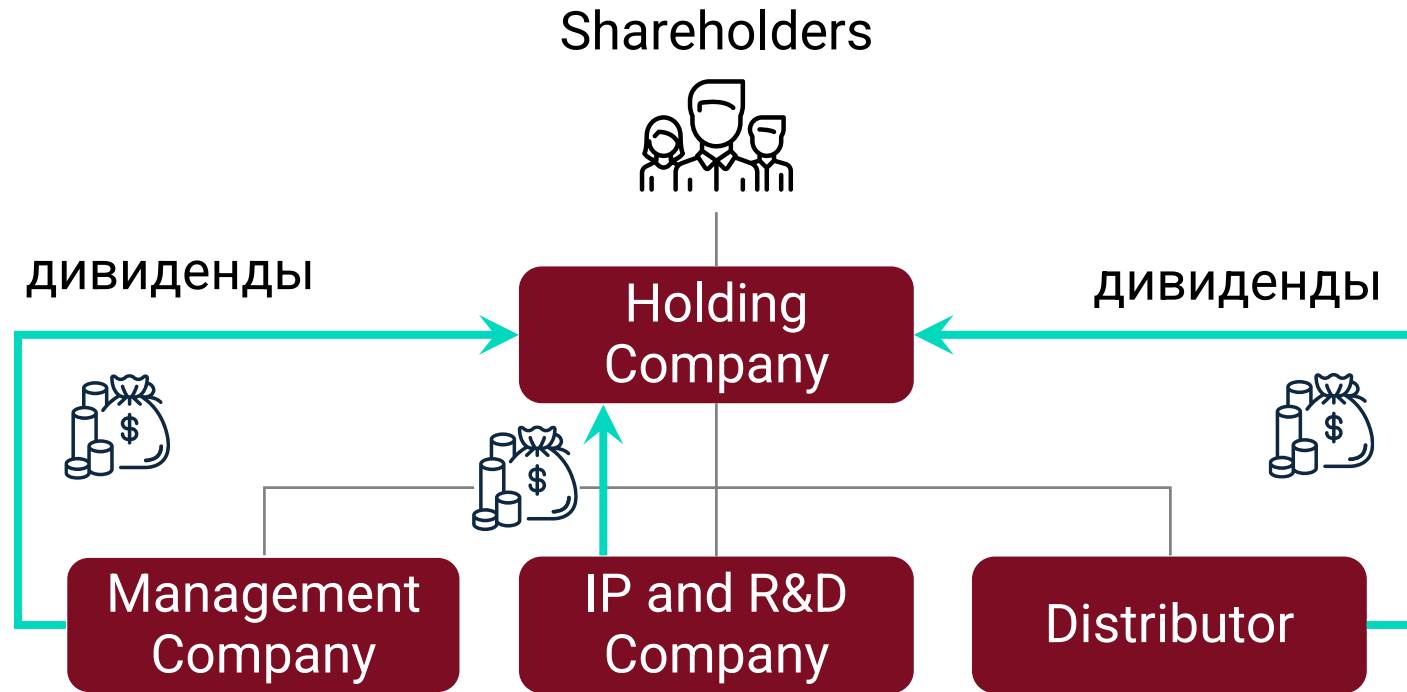 Shareholders
дивиденды
дивиденды
Holding
Company
$
$
$
Management
Company
IP and R&D
Company
Distributor